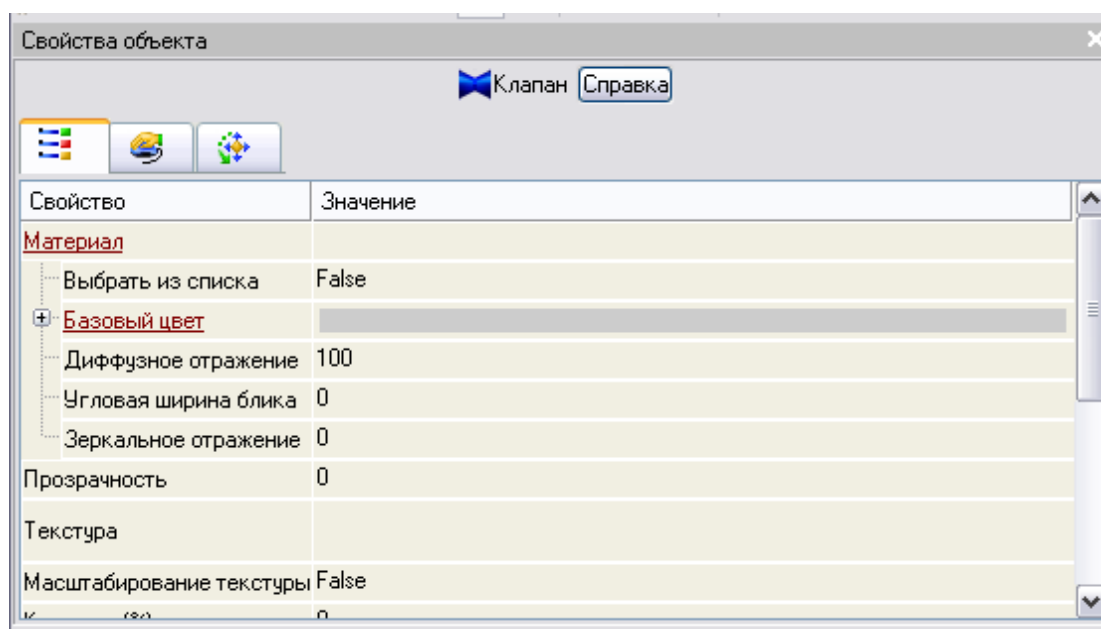 Свойства объекта
Клапан Справка
Свойство Значение
Материал
Выбрать из списка False
Базовый цвет
Диффузное отражение 100
Угловая ширина блика 0
Зеркальное отражение 0
Прозрачность 0
Текстура
Масштабирование текстуры False